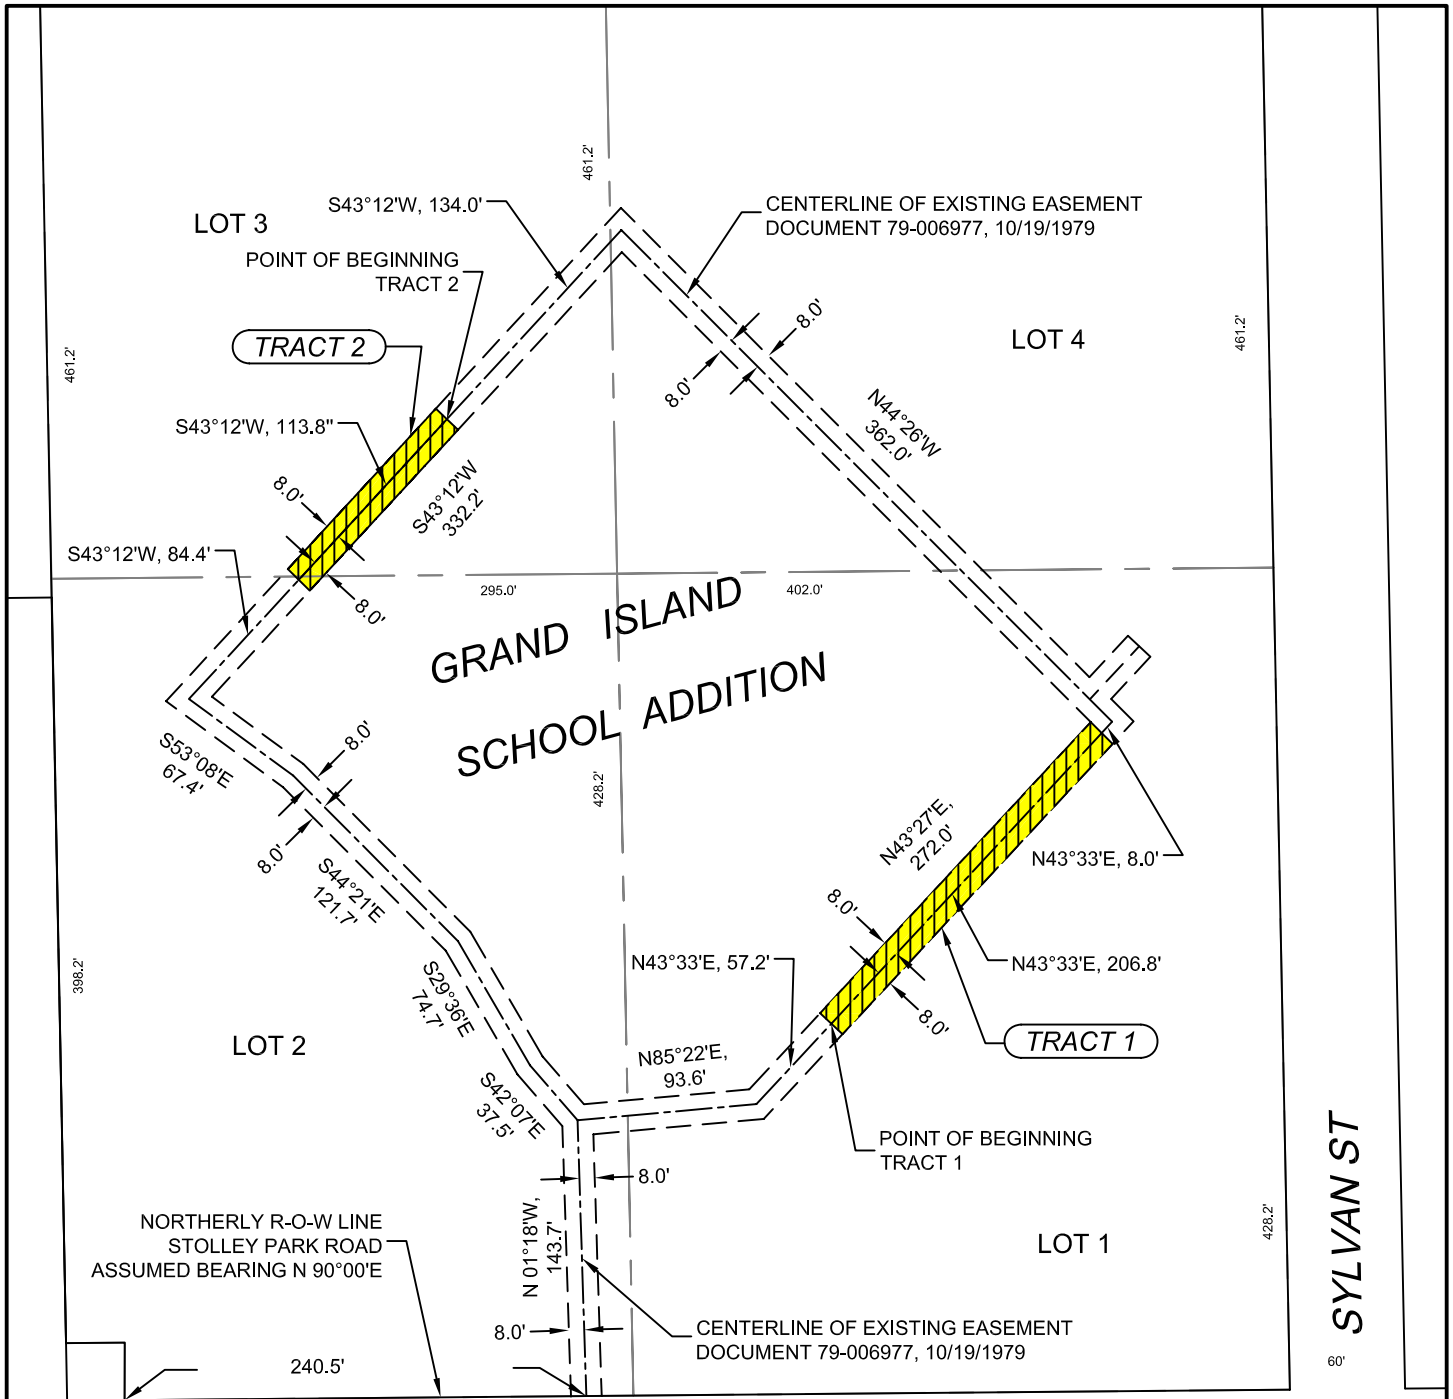 461.2'
LOT 3
S43°12'W, 134.0'
CENTERLINE OF EXISTING EASEMENT
DOCUMENT 79-006977, 10/19/1979
POINT OF BEGINNING
TRACT 2
TRACT 2
8.0'
LOT 4
461.2'
461.2'
8.0'
S43°12'W, 113.8"
N44°26'W
362.0'
8.0'
S43°12'W
332.2'
S43°12'W, 84.4'
295.0'
402.0'
8.0'
GRAND ISLAND
SCHOOL ADDITION
S53°08'E
67.4'
8.0'
428.2'
8.0'
S44°21'E
121.7'
N43°27'E,
272.0'
N43°33'E, 8.0'
8.0'
398.2'
S29°36'E
74.7'
N43°33'E, 57.2'
N43°33'E, 206.8'
8.0'
LOT 2
TRACT 1
N85°22'E,
93.6'
S42°07'E
37.5'
POINT OF BEGINNING
TRACT 1
8.0'
NORTHERLY R-O-W LINE
STOLLEY PARK ROAD
ASSUMED BEARING N 90°00'E
N 01°18'W,
143.7'
LOT 1
428.2'
SYLVAN ST
8.0'
CENTERLINE OF EXISTING EASEMENT
DOCUMENT 79-006977, 10/19/1979
240.5'
60'